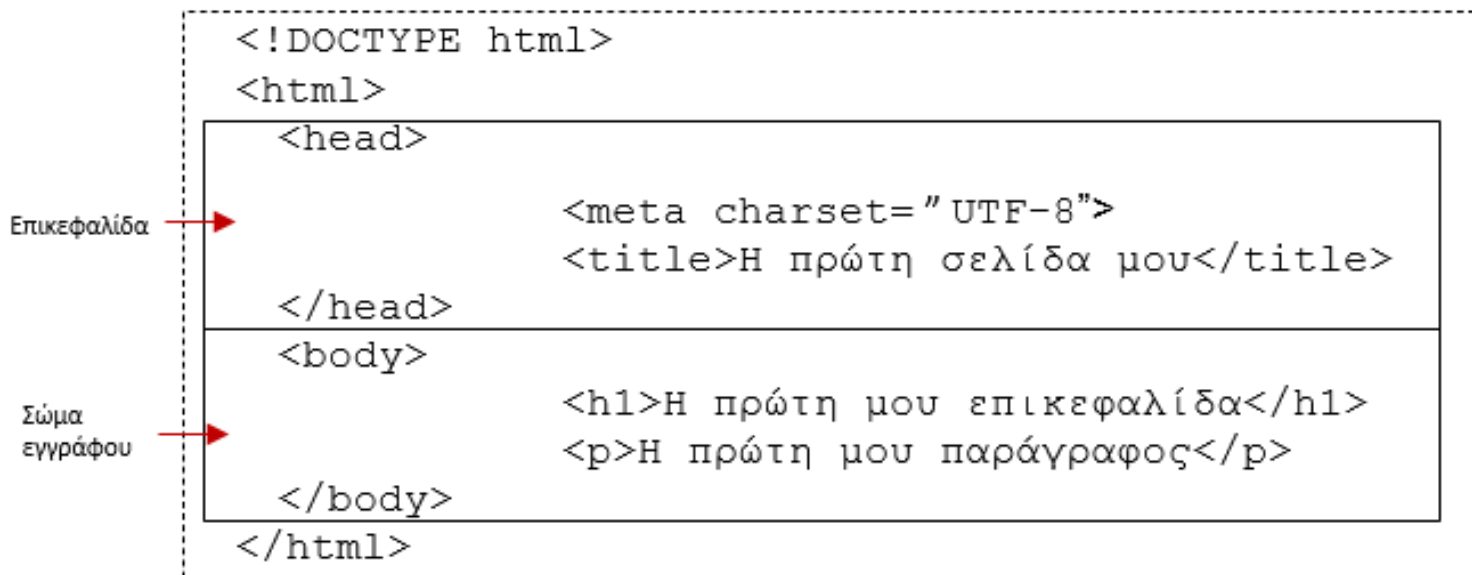 <!DOCTYPE html>
<html>
<head>
Επικεφαλίδα
<meta charset=”UTF-8”>
<title>Η πρώτη σελίδα μου</title>
</head>
<body>
<h1>Η πρώτη μου επικεφαλίδα</h1>
Σώμα
εγγράφου
<p>Η πρώτη μου παράγραφος</p>
</body>
</html>